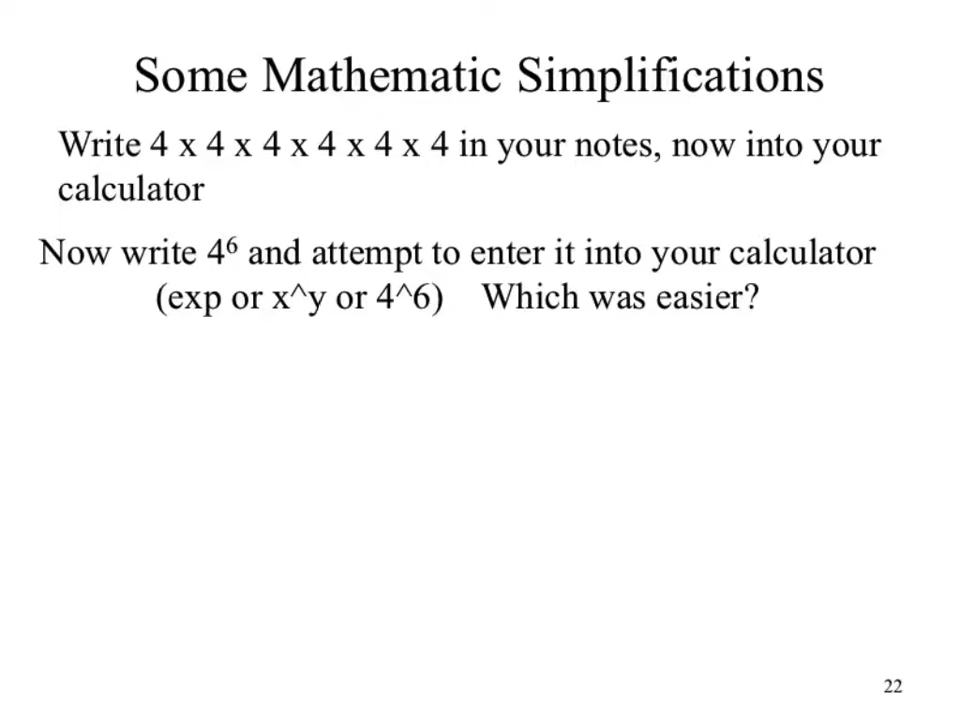 Some Mathematic Simplifications
Write 4 x 4 x 4 x 4 x 4 x 4 in your notes, now into your
calculator
Now write 4⁶ and attempt to enter it into your calculator
(exp or x^y or 4^6) Which was easier?
22